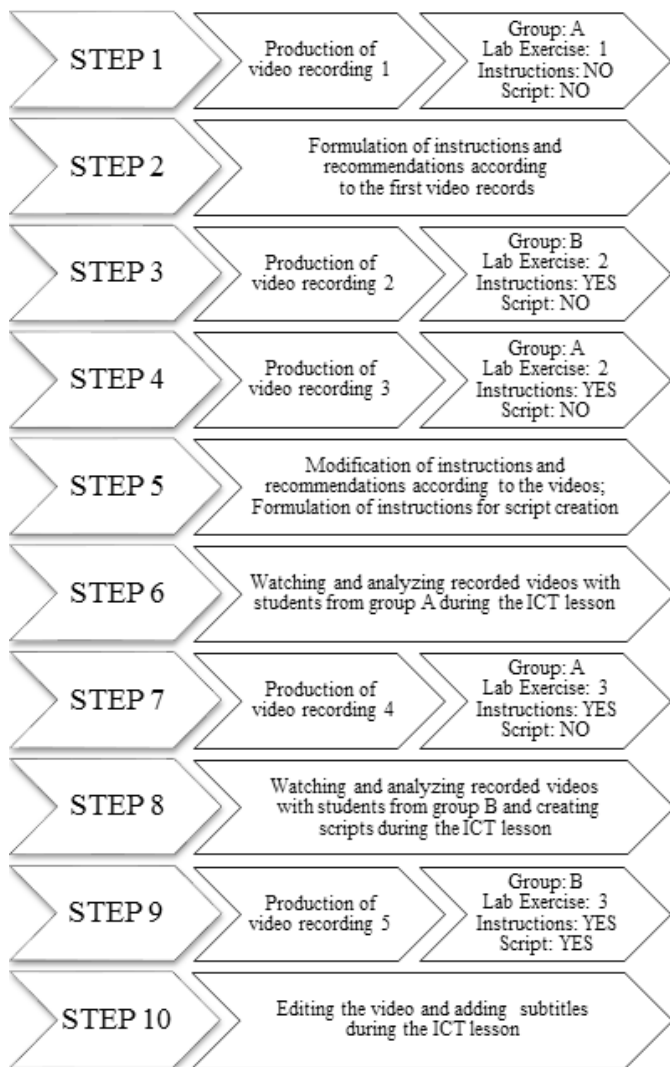 STEP 1
Production of
video recording 1
Group: A
Lab Exercise: 1
Instructions: NO
Script: NO
STEP 2
Formulation of instructions and
recommendations according
to the first video records
STEP 3
Production of
video recording 2
Group: B
Lab Exercise: 2
Instructions: YES
Script: NO
STEP 4
Production of
video recording 3
Group: A
Lab Exercise: 2
Instructions: YES
Script: NO
STEP 5
Modification of instructions and
recommendations according to the videos;
Formulation of instructions for script creation
STEP 6
Watching and analyzing recorded videos with
students from group A during the ICT lesson
STEP 7
Production of
video recording 4
Group: A
Lab Exercise: 3
Instructions: YES
Script: NO
STEP 8
Watching and analyzing recorded videos
with students from group B and creating
scripts during the ICT lesson
STEP 9
Production of
video recording 5
Group: B
Lab Exercise: 3
Instructions: YES
Script: YES
STEP 10
Editing the video and adding subtitles
during the ICT lesson